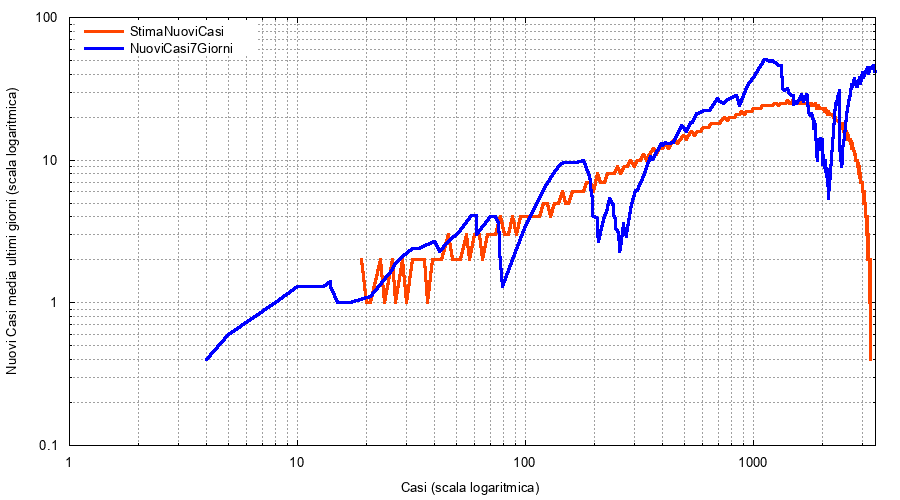 100
StimaNuoviCasi
NuoviCasi7Giorni
10
1
0.1
Nuovi Casi media ultimi giorni (scala logaritmica)
1 10 100 1000
Casi (scala logaritmica)